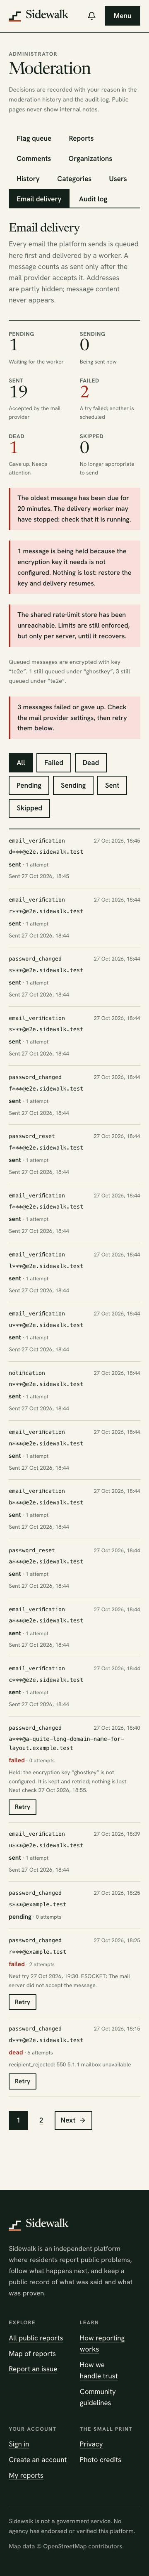 Sidewalk
Menu
ADMINISTRATOR
Moderation
Decisions are recorded with your reason in the
moderation history and the audit log. Public
pages never show internal notes.
Flag queue Reports
Comments Organizations
History Categories Users
Email delivery Audit log
Email delivery
Every email the platform sends is queued
here first and delivered by a worker. A
message counts as sent only after the
mail provider accepts it. Addresses
are partly hidden; message content
never appears.
PENDING SENDING
1 0
Waiting for the worker Being sent now
SENT FAILED
19 2
Accepted by the mail
provider
A try failed; another is
scheduled
DEAD SKIPPED
1 0
Gave up. Needs
attention
No longer appropriate
to send
The oldest message has been due for
20 minutes. The delivery worker may
have stopped: check that it is running.
1 message is being held because the
encryption key it needs is not
configured. Nothing is lost: restore the
key and delivery resumes.
The shared rate-limit store has been
unreachable. Limits are still enforced,
but only per server, until it recovers.
Queued messages are encrypted with key
"te2e". 1 still queued under "ghostkey", 3 still
queued under "te2e".
3 messages failed or gave up. Check
the mail provider settings, then retry
them below.
All Failed Dead
Pending Sending Sent
Skipped
email_verification 27 Oct 2026, 18:45
d•••@e2e.sidewalk.test
sent · 1 attempt
Sent 27 Oct 2026, 18:45
email_verification 27 Oct 2026, 18:44
r•••@e2e.sidewalk.test
sent · 1 attempt
Sent 27 Oct 2026, 18:44
password_changed 27 Oct 2026, 18:44
s•••@e2e.sidewalk.test
sent · 1 attempt
Sent 27 Oct 2026, 18:44
email_verification 27 Oct 2026, 18:44
s•••@e2e.sidewalk.test
sent · 1 attempt
Sent 27 Oct 2026, 18:44
password_changed 27 Oct 2026, 18:44
f•••@e2e.sidewalk.test
sent · 1 attempt
Sent 27 Oct 2026, 18:44
password_reset 27 Oct 2026, 18:44
f•••@e2e.sidewalk.test
sent · 1 attempt
Sent 27 Oct 2026, 18:44
email_verification 27 Oct 2026, 18:44
f•••@e2e.sidewalk.test
sent · 1 attempt
Sent 27 Oct 2026, 18:44
email_verification 27 Oct 2026, 18:44
l•••@e2e.sidewalk.test
sent · 1 attempt
Sent 27 Oct 2026, 18:44
email_verification 27 Oct 2026, 18:44
u•••@e2e.sidewalk.test
sent · 1 attempt
Sent 27 Oct 2026, 18:44
notification 27 Oct 2026, 18:44
n•••@e2e.sidewalk.test
sent · 1 attempt
Sent 27 Oct 2026, 18:44
email_verification 27 Oct 2026, 18:44
n•••@e2e.sidewalk.test
sent · 1 attempt
Sent 27 Oct 2026, 18:44
email_verification 27 Oct 2026, 18:44
b•••@e2e.sidewalk.test
sent · 1 attempt
Sent 27 Oct 2026, 18:44
password_reset 27 Oct 2026, 18:44
a•••@e2e.sidewalk.test
sent · 1 attempt
Sent 27 Oct 2026, 18:44
email_verification 27 Oct 2026, 18:44
a•••@e2e.sidewalk.test
sent · 1 attempt
Sent 27 Oct 2026, 18:44
email_verification 27 Oct 2026, 18:44
c•••@e2e.sidewalk.test
sent · 1 attempt
Sent 27 Oct 2026, 18:44
password_changed 27 Oct 2026, 18:40
a•••@a-quite-long-domain-name-for-
layout.example.test
failed · 0 attempts
Held: the encryption key "ghostkey" is not
configured. It is kept and retried; nothing is lost.
Next check 27 Oct 2026, 18:55.
Retry
email_verification 27 Oct 2026, 18:39
u•••@e2e.sidewalk.test
sent · 1 attempt
Sent 27 Oct 2026, 18:44
password_changed 27 Oct 2026, 18:25
s•••@example.test
pending · 0 attempts
password_changed 27 Oct 2026, 18:25
r•••@example.test
failed · 2 attempts
Next try 27 Oct 2026, 19:30. ESOCKET: The mail
server did not accept the message.
Retry
password_changed 27 Oct 2026, 18:15
d•••@e2e.sidewalk.test
dead · 6 attempts
recipient_rejected: 550 5.1.1 mailbox unavailable
Retry
1 2 Next →
Sidewalk
Sidewalk is an independent platform
where residents report public problems,
follow what happens next, and keep a
public record of what was said and what
was proven.
EXPLORE
All public reports
Map of reports
Report an issue
LEARN
How reporting
works
How we
handle trust
Community
guidelines
YOUR ACCOUNT
Sign in
Create an account
My reports
THE SMALL PRINT
Privacy
Photo credits
Sidewalk is not a government service. No
agency has endorsed or verified this platform.
Map data © OpenStreetMap contributors.